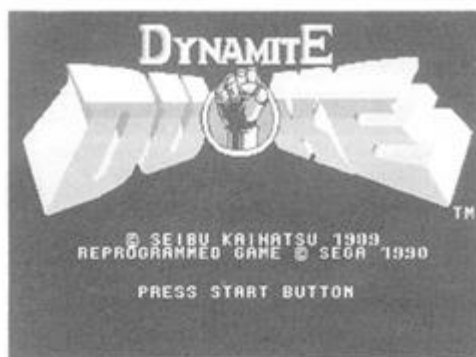 DYNAMITE
DUKE
TM
© SEIBU KAIHATSU 1989
REPROGRAMMED GAME © SEGA 1990
PRESS START BUTTON